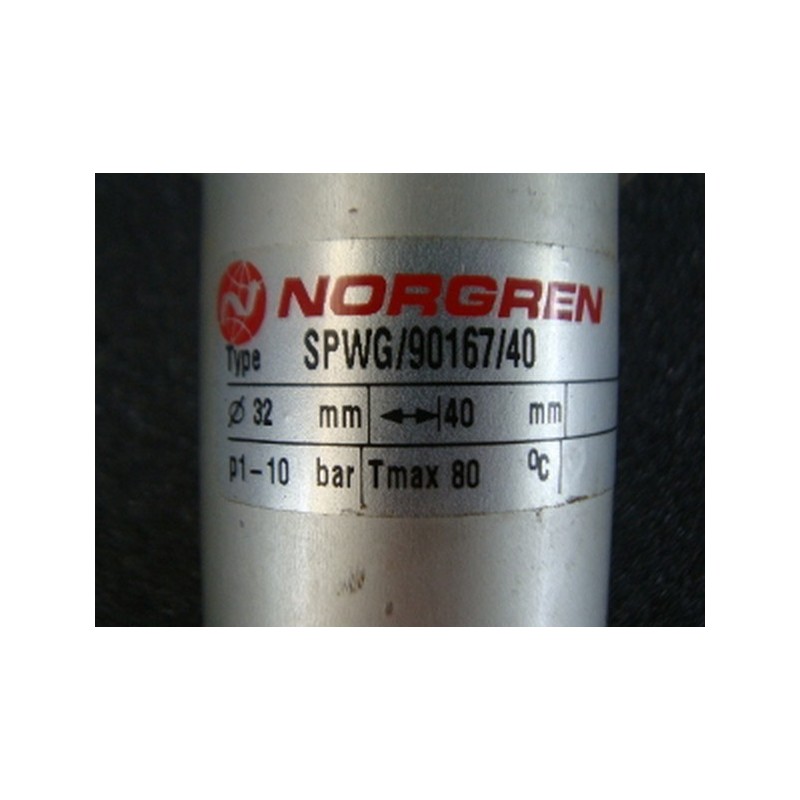 NORGREN
Type SPWG/90167/40
Ø 32 mm 40 mm
p1-10 bar Tmax 80 °C